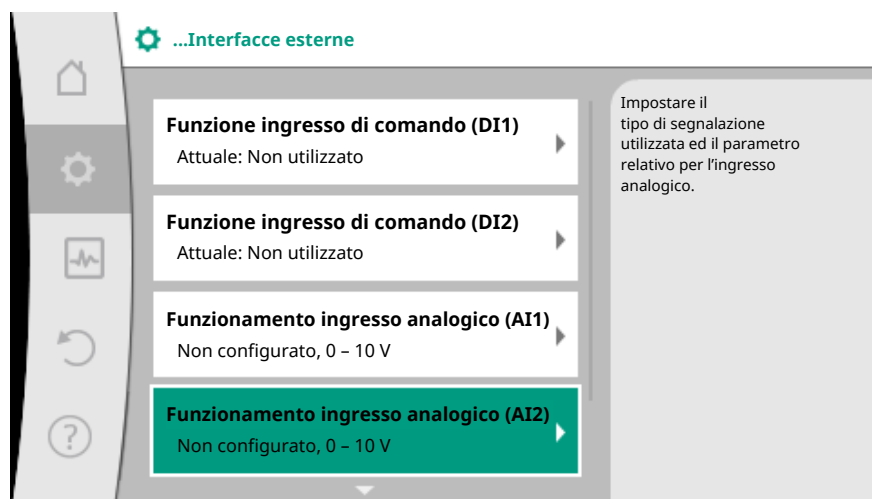 ...Interfacce esterne
Funzione ingresso di comando (DI1)
Attuale: Non utilizzato
Funzione ingresso di comando (DI2)
Attuale: Non utilizzato
Funzionamento ingresso analogico (AI1)
Non configurato, 0 – 10 V
Funzionamento ingresso analogico (AI2)
Non configurato, 0 – 10 V
Impostare il
tipo di segnalazione
utilizzata ed il parametro
relativo per l'ingresso
analogico.
?